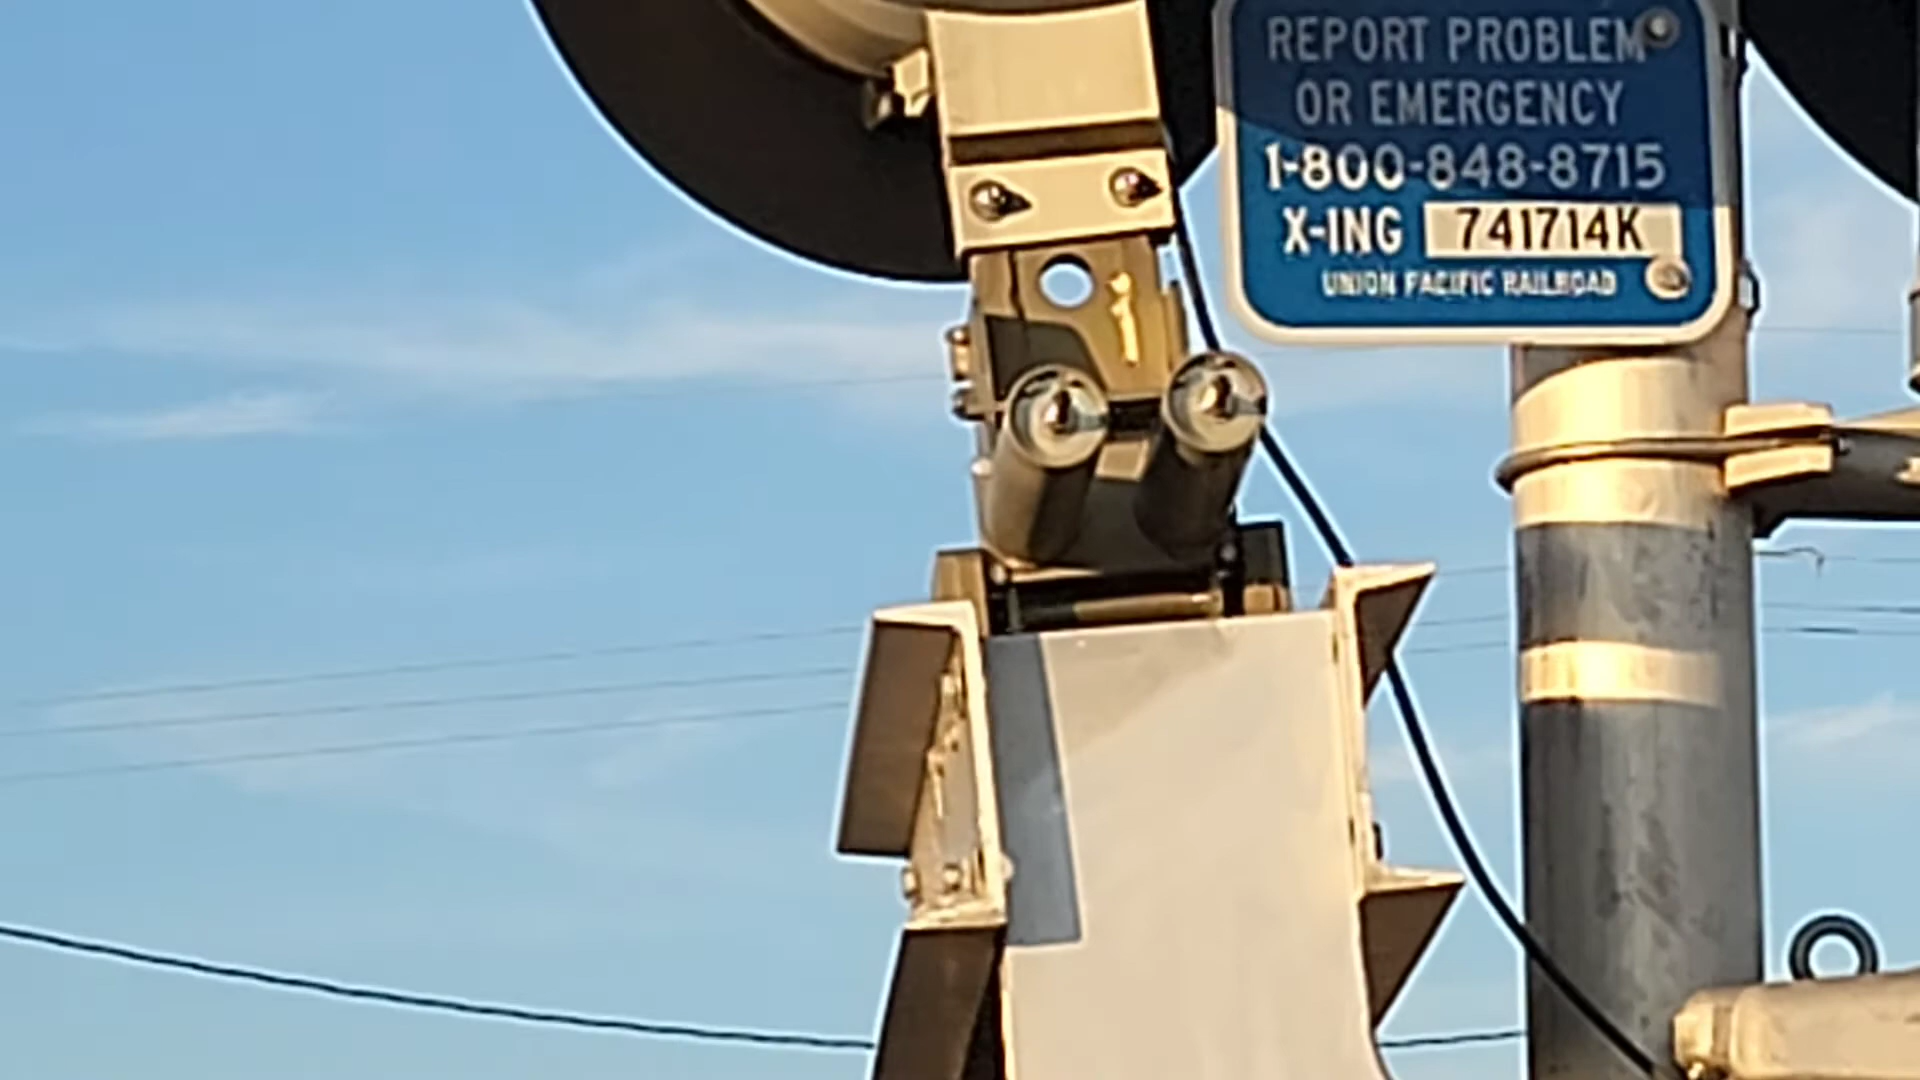 REPORT PROBLEM
OR EMERGENCY
1-800-848-8715
X-ING 741714K
UNION PACIFIC RAILROAD